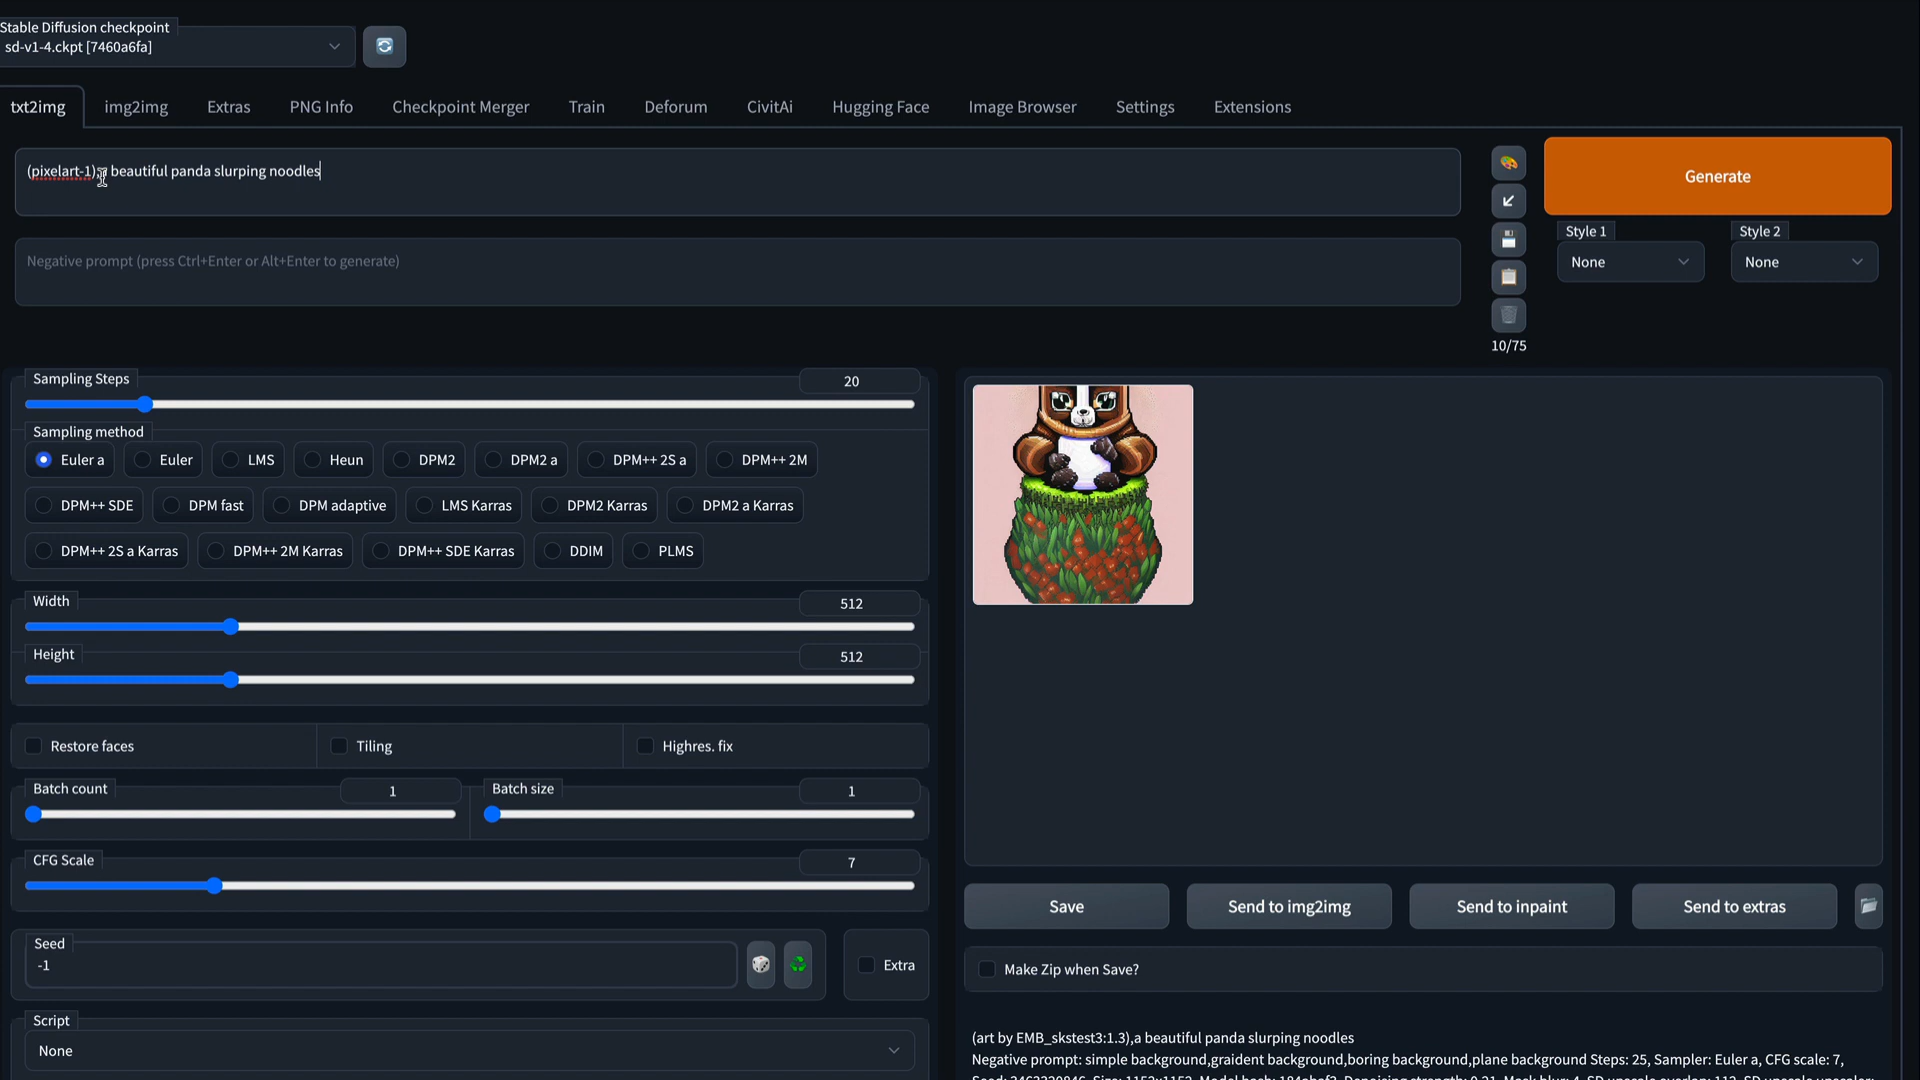 Stable Diffusion checkpoint
sd-v1-4.ckpt [7460a6fa]
txt2img img2img Extras PNG Info Checkpoint Merger Train Deforum CivitAi Hugging Face Image Browser Settings Extensions
(pixelart-1),a beautiful panda slurping noodles
Generate
Style 1 Style 2
None None
Negative prompt (press Ctrl+Enter or Alt+Enter to generate)
10/75
Sampling Steps 20
Sampling method
Euler a Euler LMS Heun DPM2 DPM2 a DPM++ 2S a DPM++ 2M
DPM++ SDE DPM fast DPM adaptive LMS Karras DPM2 Karras DPM2 a Karras
DPM++ 2S a Karras DPM++ 2M Karras DPM++ SDE Karras DDIM PLMS
Width 512
Height 512
Restore faces Tiling Highres. fix
Batch count 1 Batch size 1
CFG Scale 7
Seed
-1
Extra
Script
None
Save Send to img2img Send to inpaint Send to extras
Make Zip when Save?
(art by EMB_skstest3:1.3),a beautiful panda slurping noodles
Negative prompt: simple background,graident background,boring background,plane background Steps: 25, Sampler: Euler a, CFG scale: 7,